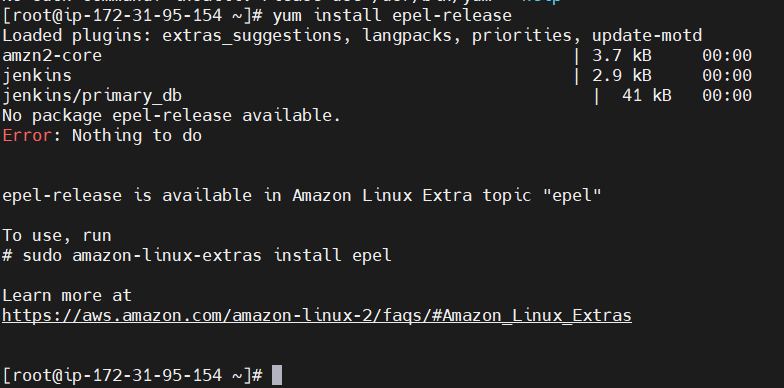 [root@ip-172-31-95-154 ~]# yum install epel-release
Loaded plugins: extras_suggestions, langpacks, priorities, update-motd
amzn2-core | 3.7 kB 00:00
jenkins | 2.9 kB 00:00
jenkins/primary_db | 41 kB 00:00
No package epel-release available.
Error: Nothing to do
epel-release is available in Amazon Linux Extra topic "epel"
To use, run
# sudo amazon-linux-extras install epel
Learn more at
https://aws.amazon.com/amazon-linux-2/faqs/#Amazon_Linux_Extras
[root@ip-172-31-95-154 ~]#